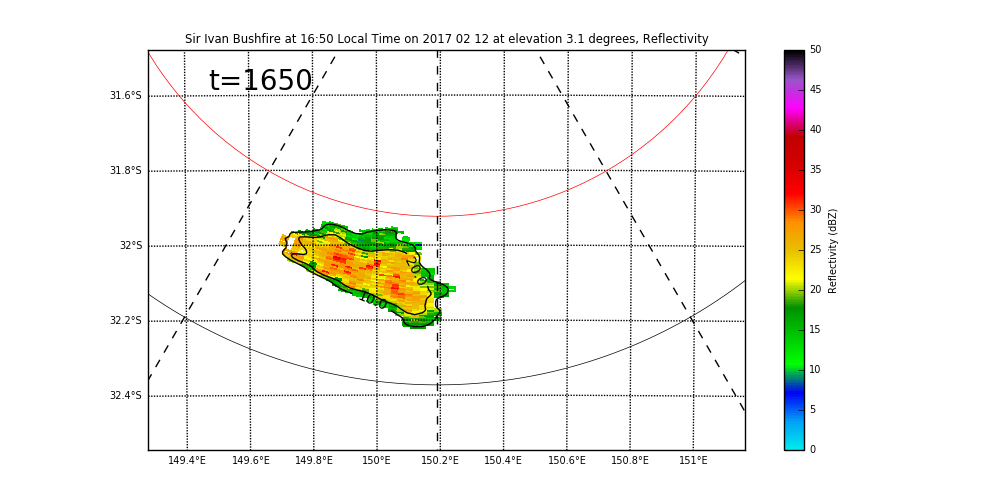 Sir Ivan Bushfire at 16:50 Local Time on 2017 02 12 at elevation 3.1 degrees, Reflectivity
t=1650
31.6°S
31.8°S
32°S
32.2°S
32.4°S
20.0
10.0
149.4°E 149.6°E 149.8°E 150°E 150.2°E 150.4°E 150.6°E 150.8°E 151°E
50
45
40
35
30
25
20
15
10
5
0
Reflectivity (dBZ)